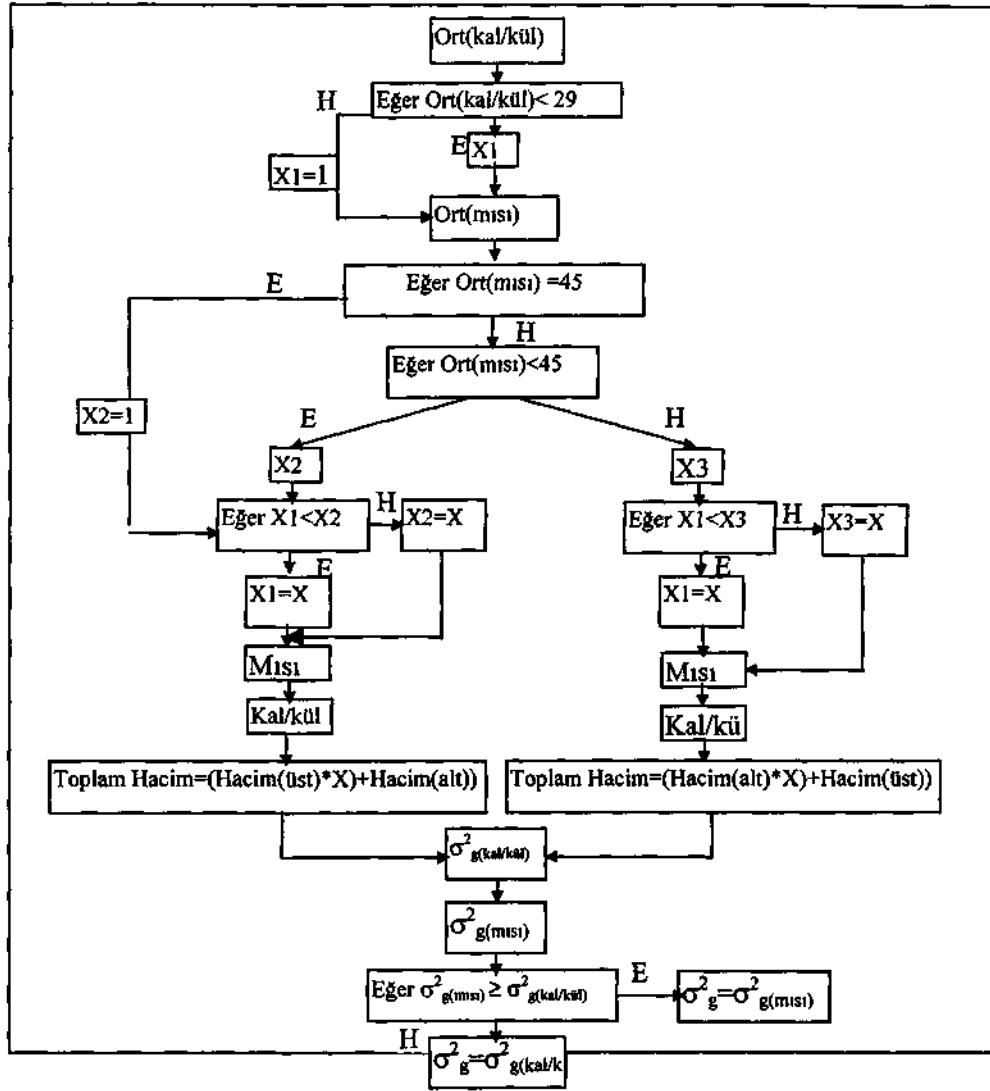 Ort(kal/kül)
H
Eğer Ort(kal/kül)< 29
E
X1
X1=1
Ort(mısı)
E
Eğer Ort(mısı) =45
H
Eğer Ort(mısı)<45
X2=1
E
H
X2
X3
Eğer X1<X2
H
X2=X
Eğer X1<X3
H
X3=X
E
E
X1=X
X1=X
Mısı
Mısı
Kal/kül
Kal/kü
Toplam Hacim=(Hacim(üst)*X)+Hacim(alt))
Toplam Hacim=(Hacim(alt)*X)+Hacim(üst))
σ²g(kal/kül)
σ²g(mısı)
Eğer σ²g(mısı) ≥ σ²g(kal/kül)
E
σ²g=σ²g(mısı)
H
σ²g=σ²g(kal/k